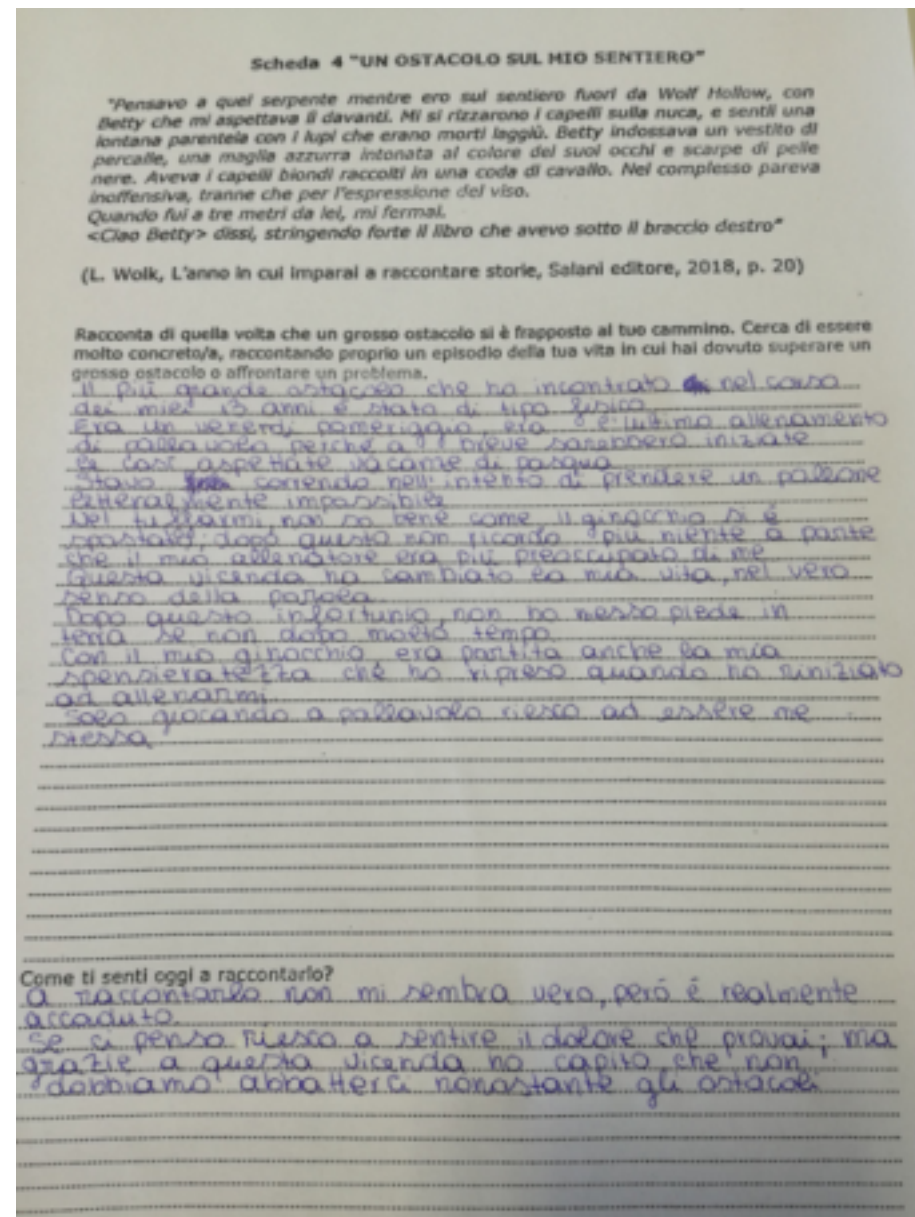 Scheda 4 "UN OSTACOLO SUL MIO SENTIERO"
"Pensavo a quel serpente mentre ero sul sentiero fuori da Wolf Hollow, con
Betty che mi aspettava lì davanti. Mi si rizzarono i capelli sulla nuca, e sentii una
lontana parentela con i lupi che erano morti laggiù. Betty indossava un vestito di
percalle, una maglia azzurra intonata al colore dei suoi occhi e scarpe di pelle
nere. Aveva i capelli biondi raccolti in una coda di cavallo. Nel complesso pareva
inoffensiva, tranne che per l'espressione del viso.
Quando fui a tre metri da lei, mi fermai.
<Ciao Betty> dissi, stringendo forte il libro che avevo sotto il braccio destro"
(L. Wolk, L'anno in cui imparai a raccontare storie, Salani editore, 2018, p. 20)
Racconta di quella volta che un grosso ostacolo si è frapposto al tuo cammino. Cerca di essere
molto concreto/a, raccontando proprio un episodio della tua vita in cui hai dovuto superare un
grosso ostacolo o affrontare un problema.
Il più grande ostacolo che ho incontrato nel corso
dei miei 13 anni è stato di tipo fisico
Era un venerdì pomeriggio, era l'ultimo allenamento
di pallavolo perché a breve sarebbero iniziate
le così aspettate vacanze di pasqua
Stavo correndo nell'intento di prendere un pallone
letteralmente impossibile
Nel tuffarmi, non so bene come il ginocchio si è
spostato; dopo questo non ricordo più niente a parte
che il mio allenatore era più preoccupato di me
Questa vicenda ha cambiato la mia vita, nel vero
senso della parola
Dopo questo infortunio, non ho messo piede in
terra se non dopo molto tempo
Con il mio ginocchio era partita anche la mia
spensieratezza che ho ripreso quando ho riniziato
ad allenarmi
Solo giocando a pallavolo riesco ad essere me
stessa
Come ti senti oggi a raccontarlo?
A raccontarlo non mi sembra vero, però è realmente
accaduto
Se ci penso riesco a sentire il dolore che provai; ma
grazie a questa vicenda ho capito che non
dobbiamo abbatterci nonostante gli ostacoli